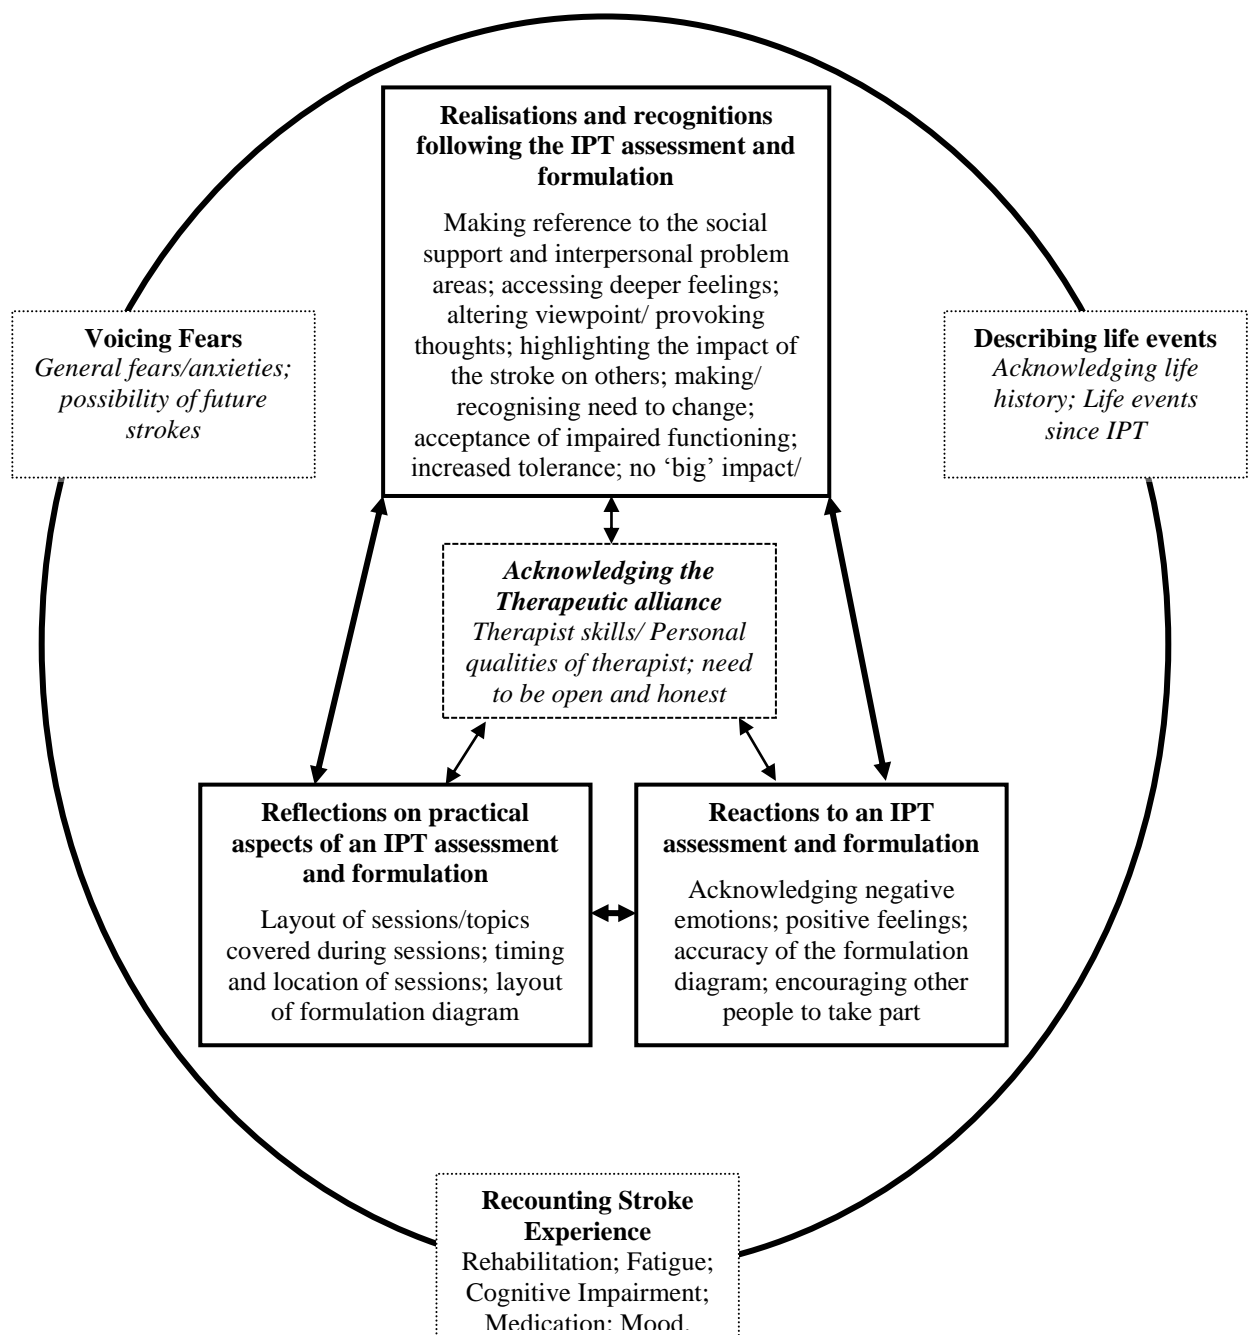 Realisations and recognitions
following the IPT assessment and
formulation
Making reference to the social
support and interpersonal problem
areas; accessing deeper feelings;
altering viewpoint/ provoking
thoughts; highlighting the impact of
the stroke on others; making/
recognising need to change;
acceptance of impaired functioning;
increased tolerance; no ‘big’ impact/
Voicing Fears
General fears/anxieties;
possibility of future
strokes
Describing life events
Acknowledging life
history; Life events
since IPT
Acknowledging the
Therapeutic alliance
Therapist skills/ Personal
qualities of therapist; need
to be open and honest
Reflections on practical
aspects of an IPT assessment
and formulation
Layout of sessions/topics
covered during sessions; timing
and location of sessions; layout
of formulation diagram
Reactions to an IPT
assessment and formulation
Acknowledging negative
emotions; positive feelings;
accuracy of the formulation
diagram; encouraging other
people to take part
Recounting Stroke
Experience
Rehabilitation; Fatigue;
Cognitive Impairment;
Medication; Mood.